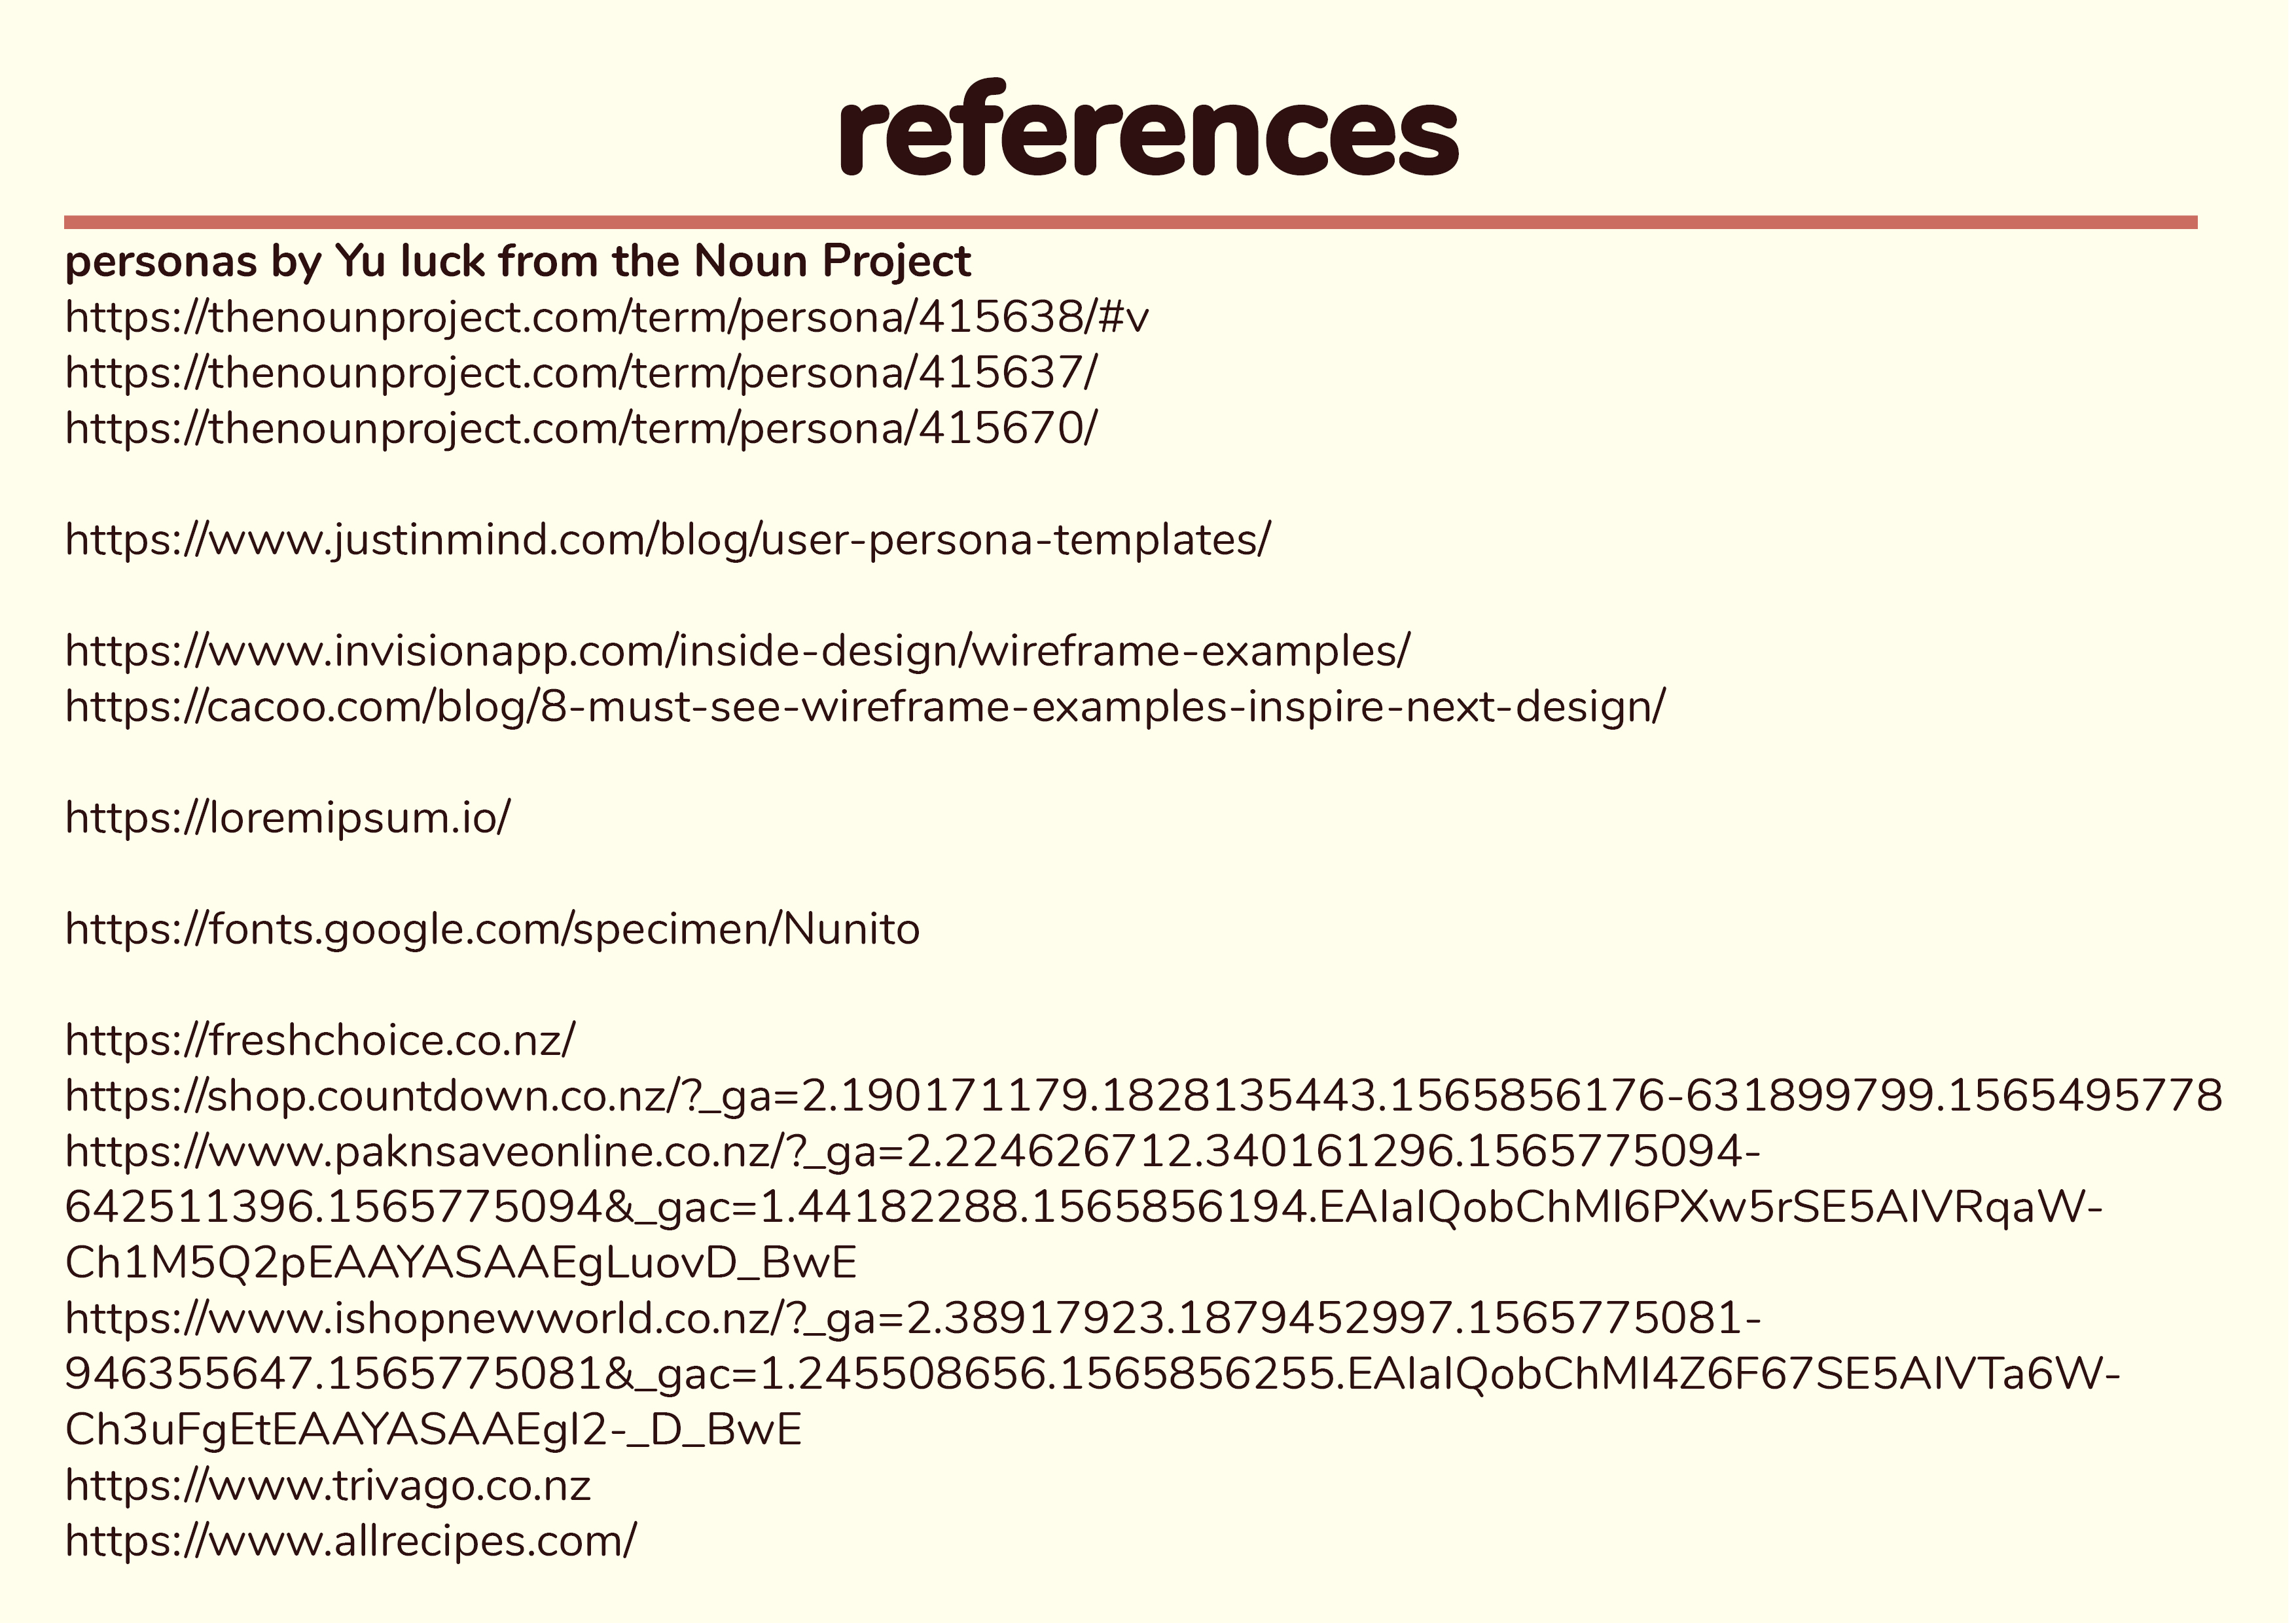 references
personas by Yu luck from the Noun Project
https://thenounproject.com/term/persona/415638/#v
https://thenounproject.com/term/persona/415637/
https://thenounproject.com/term/persona/415670/
https://www.justinmind.com/blog/user-persona-templates/
https://www.invisionapp.com/inside-design/wireframe-examples/
https://cacoo.com/blog/8-must-see-wireframe-examples-inspire-next-design/
https://loremipsum.io/
https://fonts.google.com/specimen/Nunito
https://freshchoice.co.nz/
https://shop.countdown.co.nz/?_ga=2.190171179.1828135443.1565856176-631899799.1565495778
https://www.paknsaveonline.co.nz/?_ga=2.224626712.340161296.1565775094-
642511396.1565775094&_gac=1.44182288.1565856194.EAIaIQobChMI6PXw5rSE5AIVRqaW-
Ch1M5Q2pEAAYASAAEgLuovD_BwE
https://www.ishopnewworld.co.nz/?_ga=2.38917923.1879452997.1565775081-
946355647.1565775081&_gac=1.245508656.1565856255.EAIaIQobChMI4Z6F67SE5AIVTa6W-
Ch3uFgEtEAAYASAAEgI2-_D_BwE
https://www.trivago.co.nz
https://www.allrecipes.com/